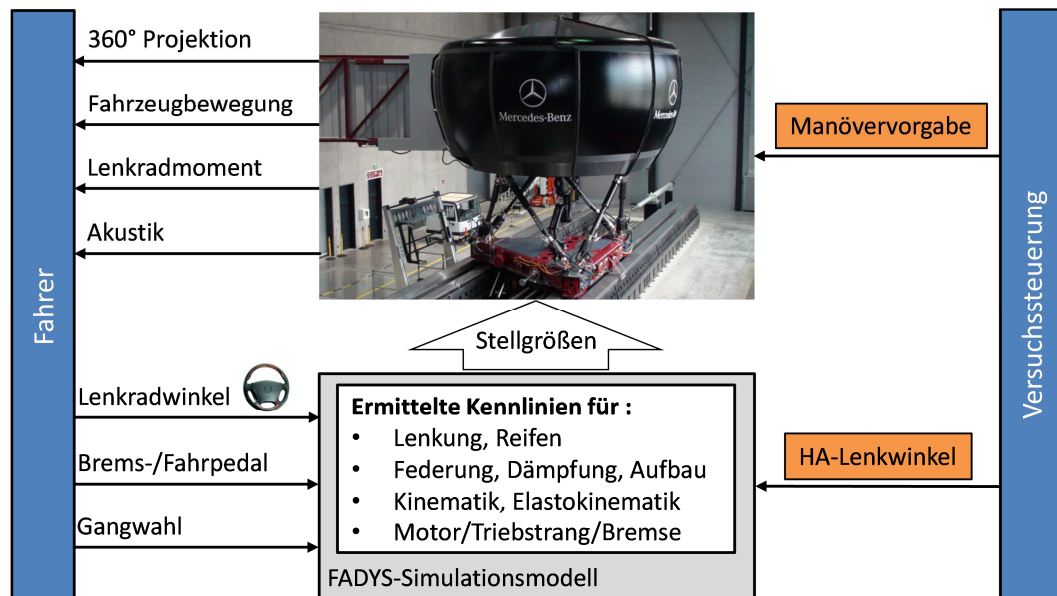 Fahrer
360° Projektion
Fahrzeugbewegung
Lenkradmoment
Akustik
Mercedes-Benz
Manövervorgabe
Versuchssteuerung
Stellgrößen
Lenkradwinkel
Brems-/Fahrpedal
Gangwahl
Ermittelte Kennlinien für :
• Lenkung, Reifen
• Federung, Dämpfung, Aufbau
• Kinematik, Elastokinematik
• Motor/Triebstrang/Bremse
FADYS-Simulationsmodell
HA-Lenkwinkel